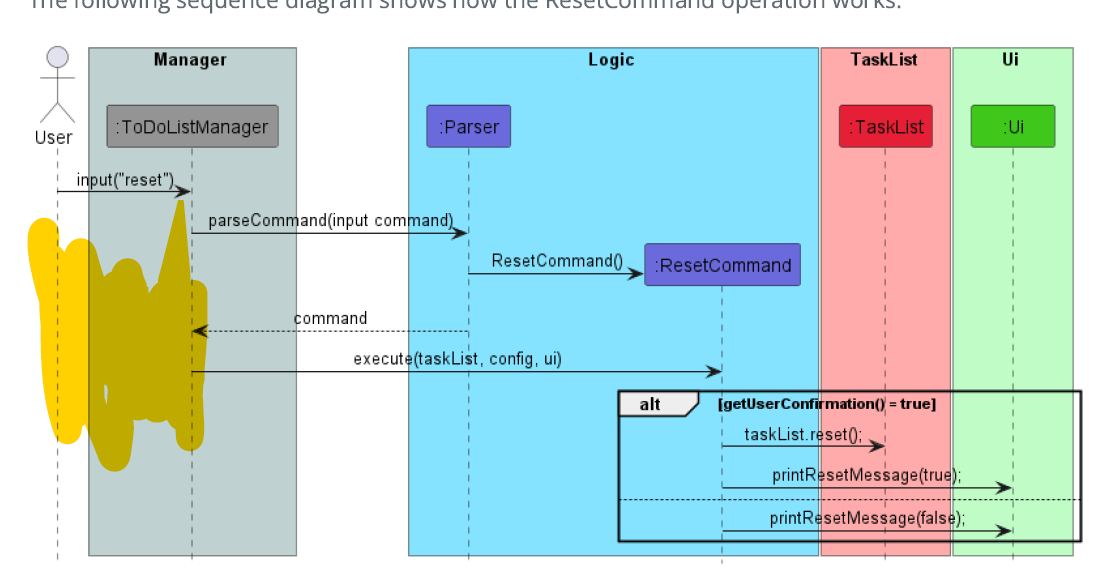 The following sequence diagram shows how the ResetCommand operation works.
Manager
Logic
TaskList
Ui
:ToDoListManager
:Parser
:TaskList
:Ui
User
input("reset")
parseCommand(input command)
ResetCommand()
:ResetCommand
command
execute(taskList, config, ui)
alt
[getUserConfirmation() = true]
taskList.reset();
printResetMessage(true);
printResetMessage(false);